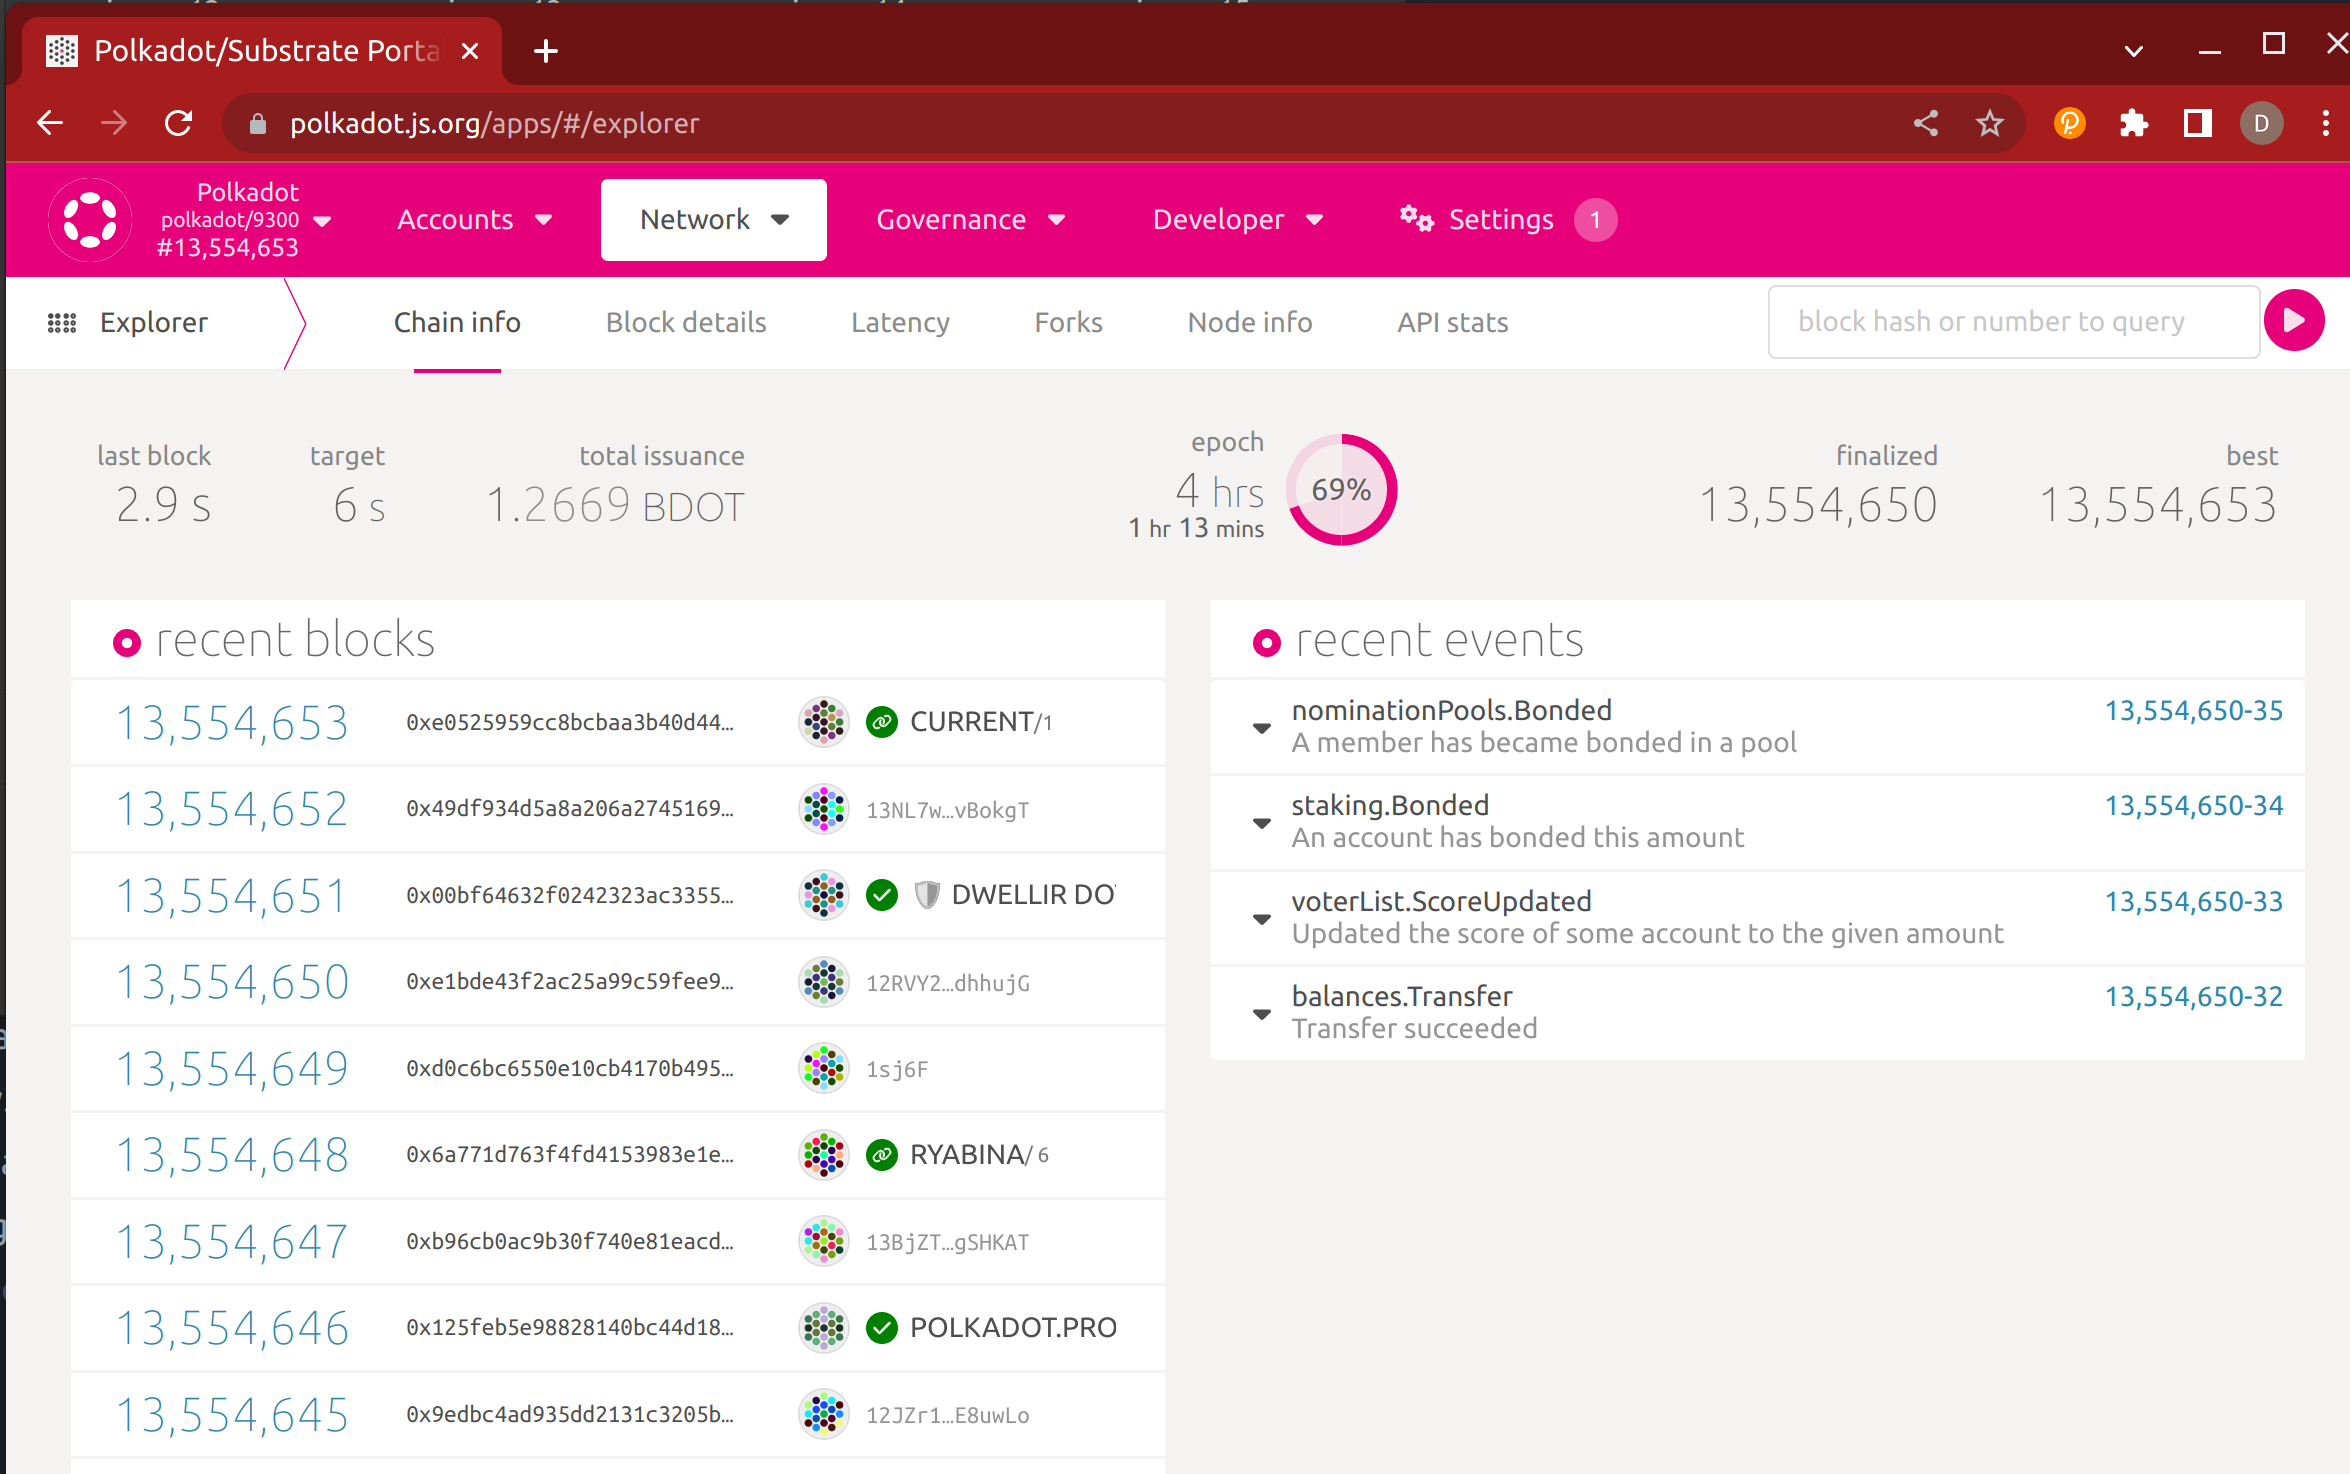 Polkadot/Substrate Porta
polkadot.js.org/apps/#/explorer
D
Polkadot
polkadot/9300
#13,554,653
Accounts
Network
Governance
Developer
Settings
1
Explorer
Chain info
Block details
Latency
Forks
Node info
API stats
block hash or number to query
last block
2.9 s
target
6 s
total issuance
1.2669 BDOT
epoch
4 hrs
1 hr 13 mins
69%
finalized
13,554,650
best
13,554,653
recent blocks
13,554,653 0xe0525959cc8bcbaa3b40d44… CURRENT/1
13,554,652 0x49df934d5a8a206a2745169… 13NL7w…vBokgT
13,554,651 0x00bf64632f0242323ac3355… DWELLIR DO
13,554,650 0xe1bde43f2ac25a99c59fee9… 12RVY2…dhhujG
13,554,649 0xd0c6bc6550e10cb4170b495… 1sj6F
13,554,648 0x6a771d763f4fd4153983e1e… RYABINA/ 6
13,554,647 0xb96cb0ac9b30f740e81eacd… 13BjZT…gSHKAT
13,554,646 0x125feb5e98828140bc44d18… POLKADOT.PRO
13,554,645 0x9edbc4ad935dd2131c3205b… 12JZr1…E8uwLo
recent events
nominationPools.Bonded 13,554,650-35
A member has became bonded in a pool
staking.Bonded 13,554,650-34
An account has bonded this amount
voterList.ScoreUpdated 13,554,650-33
Updated the score of some account to the given amount
balances.Transfer 13,554,650-32
Transfer succeeded